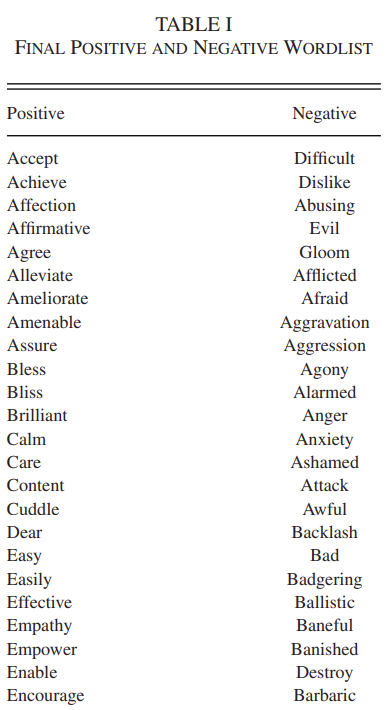 TABLE I
FINAL POSITIVE AND NEGATIVE WORDLIST
Positive Negative
Accept Difficult
Achieve Dislike
Affection Abusing
Affirmative Evil
Agree Gloom
Alleviate Afflicted
Ameliorate Afraid
Amenable Aggravation
Assure Aggression
Bless Agony
Bliss Alarmed
Brilliant Anger
Calm Anxiety
Care Ashamed
Content Attack
Cuddle Awful
Dear Backlash
Easy Bad
Easily Badgering
Effective Ballistic
Empathy Baneful
Empower Banished
Enable Destroy
Encourage Barbaric